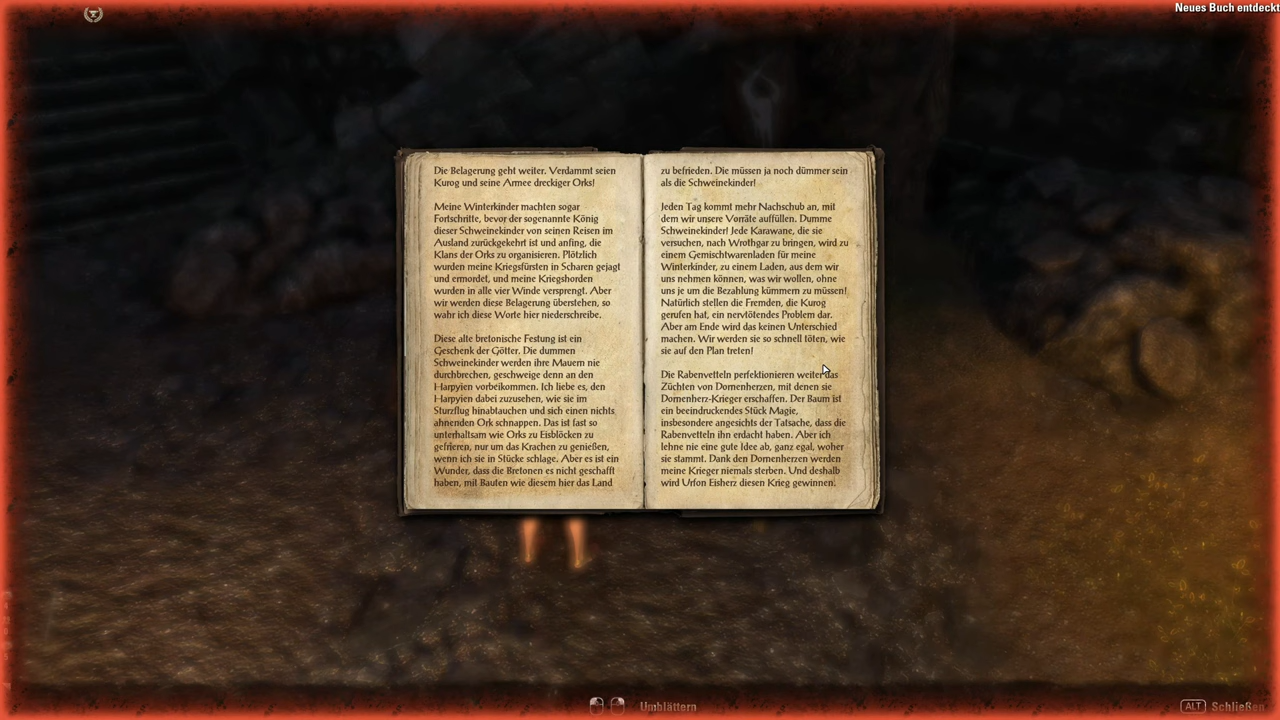 Neues Buch entdeckt
Die Belagerung geht weiter. Verdammt seien
Kurog und seine Armee dreckiger Orks!
Meine Winterkinder machten sogar
Fortschritte, bevor der sogenannte König
dieser Schweinekinder von seinen Reisen im
Ausland zurückgekehrt ist und anfing, die
Klans der Orks zu organisieren. Plötzlich
wurden meine Kriegsfürsten in Scharen gejagt
und ermordet, und meine Kriegshorden
wurden in alle vier Winde versprengt. Aber
wir werden diese Belagerung überstehen, so
wahr ich diese Worte hier niederschreibe.
Diese alte bretonische Festung ist ein
Geschenk der Götter. Die dummen
Schweinekinder werden ihre Mauern nie
durchbrechen, geschweige denn an den
Harpyien vorbeikommen. Ich liebe es, den
Harpyien dabei zuzusehen, wie sie im
Sturzflug hinabtauchen und sich einen nichts
ahnenden Ork schnappen. Das ist fast so
unterhaltsam wie Orks zu Eisblöcken zu
gefrieren, nur um das Krachen zu genießen,
wenn ich sie in Stücke schlage. Aber es ist ein
Wunder, dass die Bretonen es nicht geschafft
haben, mit Bauten wie diesem hier das Land
zu befrieden. Die müssen ja noch dümmer sein
als die Schweinekinder!
Jeden Tag kommt mehr Nachschub an, mit
dem wir unsere Vorräte auffüllen. Dumme
Schweinekinder! Jede Karawane, die sie
versuchen, nach Wrothgar zu bringen, wird zu
einem Gemischtwarenladen für meine
Winterkinder, zu einem Laden, aus dem wir
uns nehmen können, was wir wollen, ohne
uns je um die Bezahlung kümmern zu müssen!
Natürlich stellen die Fremden, die Kurog
gerufen hat, ein nervtötendes Problem dar.
Aber am Ende wird das keinen Unterschied
machen. Wir werden sie so schnell töten, wie
sie auf den Plan treten!
Die Rabenvetteln perfektionieren weiter das
Züchten von Dornenherzen, mit denen sie
Dornenherz-Krieger erschaffen. Der Baum ist
ein beeindruckendes Stück Magie,
insbesondere angesichts der Tatsache, dass die
Rabenvetteln ihn erdacht haben. Aber ich
lehne nie eine gute Idee ab, ganz egal, woher
sie stammt. Dank den Dornenherzen werden
meine Krieger niemals sterben. Und deshalb
wird Urfon Eisherz diesen Krieg gewinnen.
Umblättern
ALT Schließen